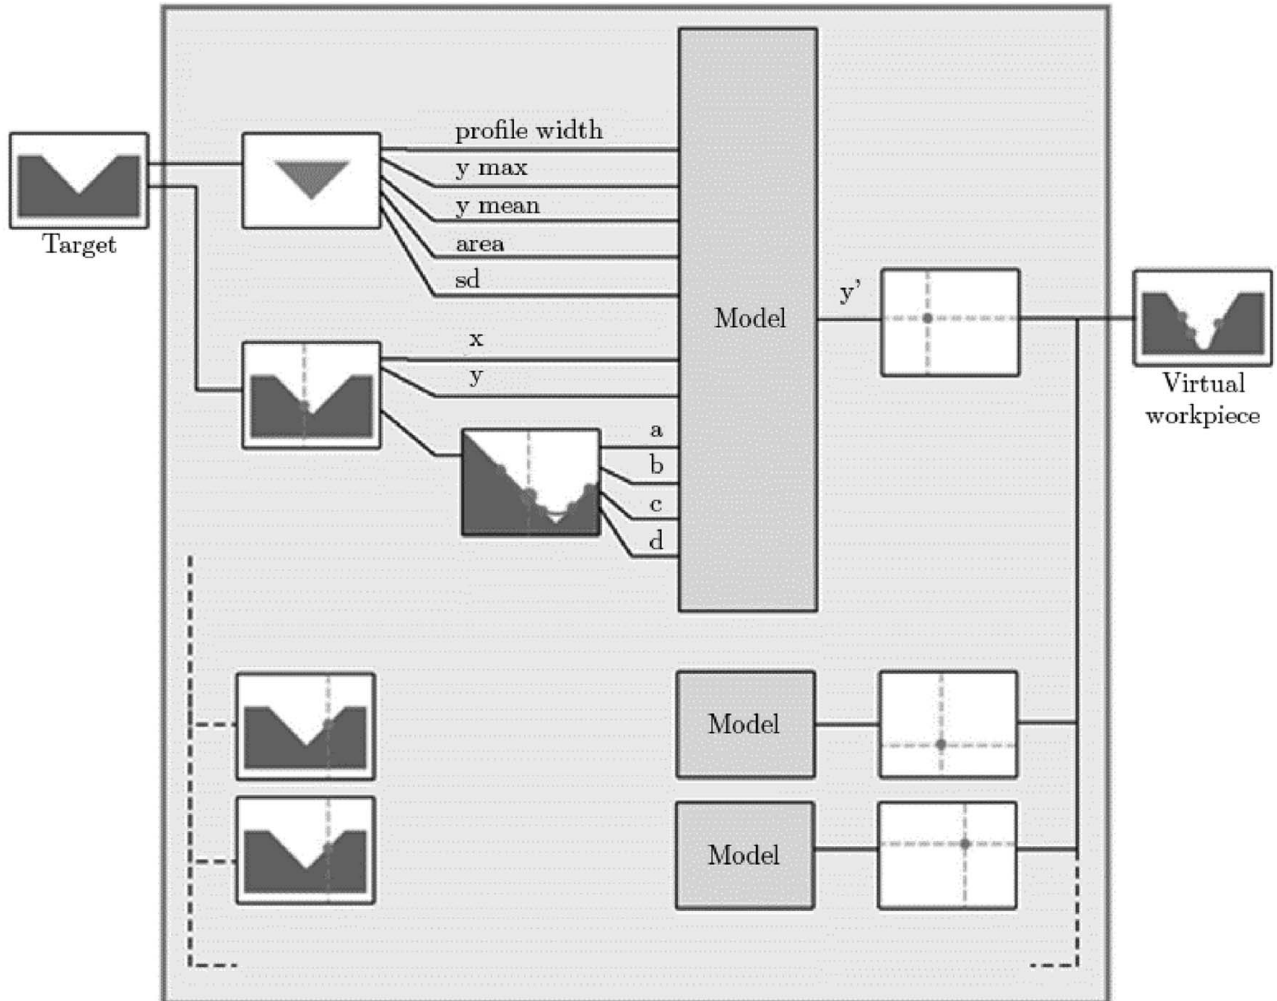 Target
profile width
y max
y mean
area
sd
x
y
a
b
c
d
Model
y'
Virtual
workpiece
Model
Model